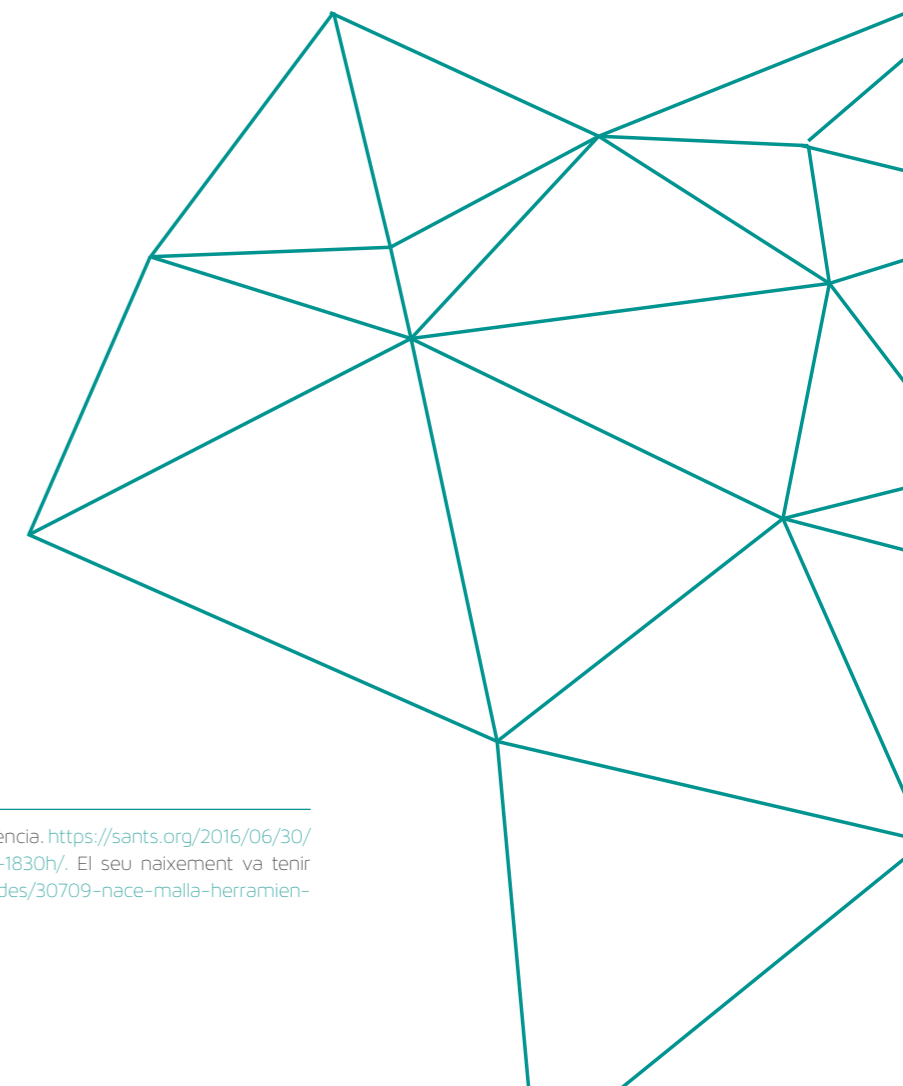 encia. https://sants.org/2016/06/30/
-1830h/. El seu naixement va tenir
des/30709-nace-malla-herramien-